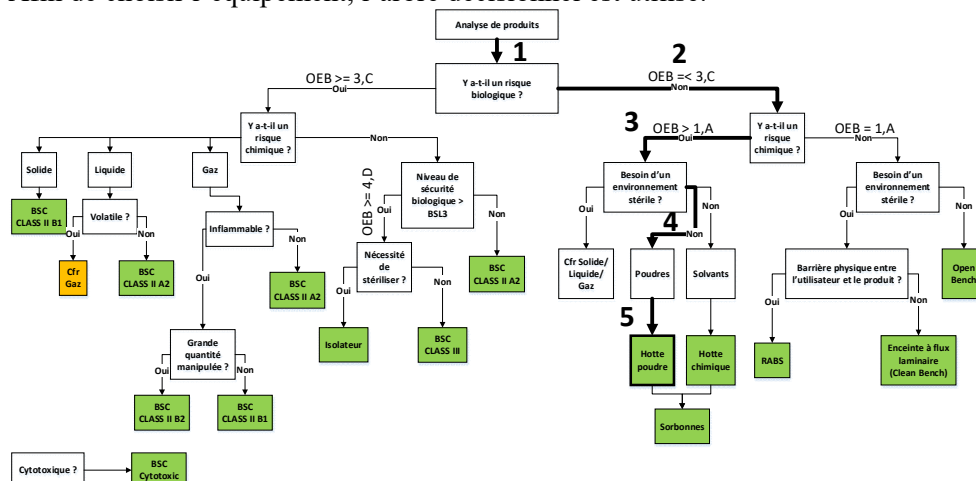 Afin de choisir l'équipement, l'arbre décisionnel est utilisé.
Analyse de produits
1
2
OEB >= 3,C
Oui
Y a-t-il un risque
biologique ?
OEB =< 3,C
Non
Y a-t-il un
risque
chimique ?
Non
3
OEB > 1,A
Oui
Y a-t-il un
risque
chimique ?
OEB = 1,A
Non
Solide
Liquide
Gaz
Niveau de
sécurité
biologique >
BSL3
Besoin d'un
environnement
stérile ?
Besoin d'un
environnement
stérile ?
BSC
CLASS II B1
Volatile ?
Oui
Non
Inflammable ?
OEB >= 4,D
Oui
Non
Oui
4
Non
Oui
Non
Cfr
Gaz
BSC
CLASS II A2
Oui
Non
BSC
CLASS II A2
Nécessité
de
stériliser ?
BSC
CLASS II A2
Cfr Solide/
Liquide/
Gaz
Poudres
Solvants
Barrière physique entre
l'utilisateur et le produit ?
Open
Bench
Oui
Non
5
Oui
Non
Grande
quantité
manipulée ?
Isolateur
BSC
CLASS III
Hotte
poudre
Hotte
chimique
RABS
Enceinte à flux
laminaire
(Clean Bench)
Oui
Non
BSC
CLASS II B2
BSC
CLASS II B1
Sorbonnes
Cytotoxique ?
BSC
Cytotoxic